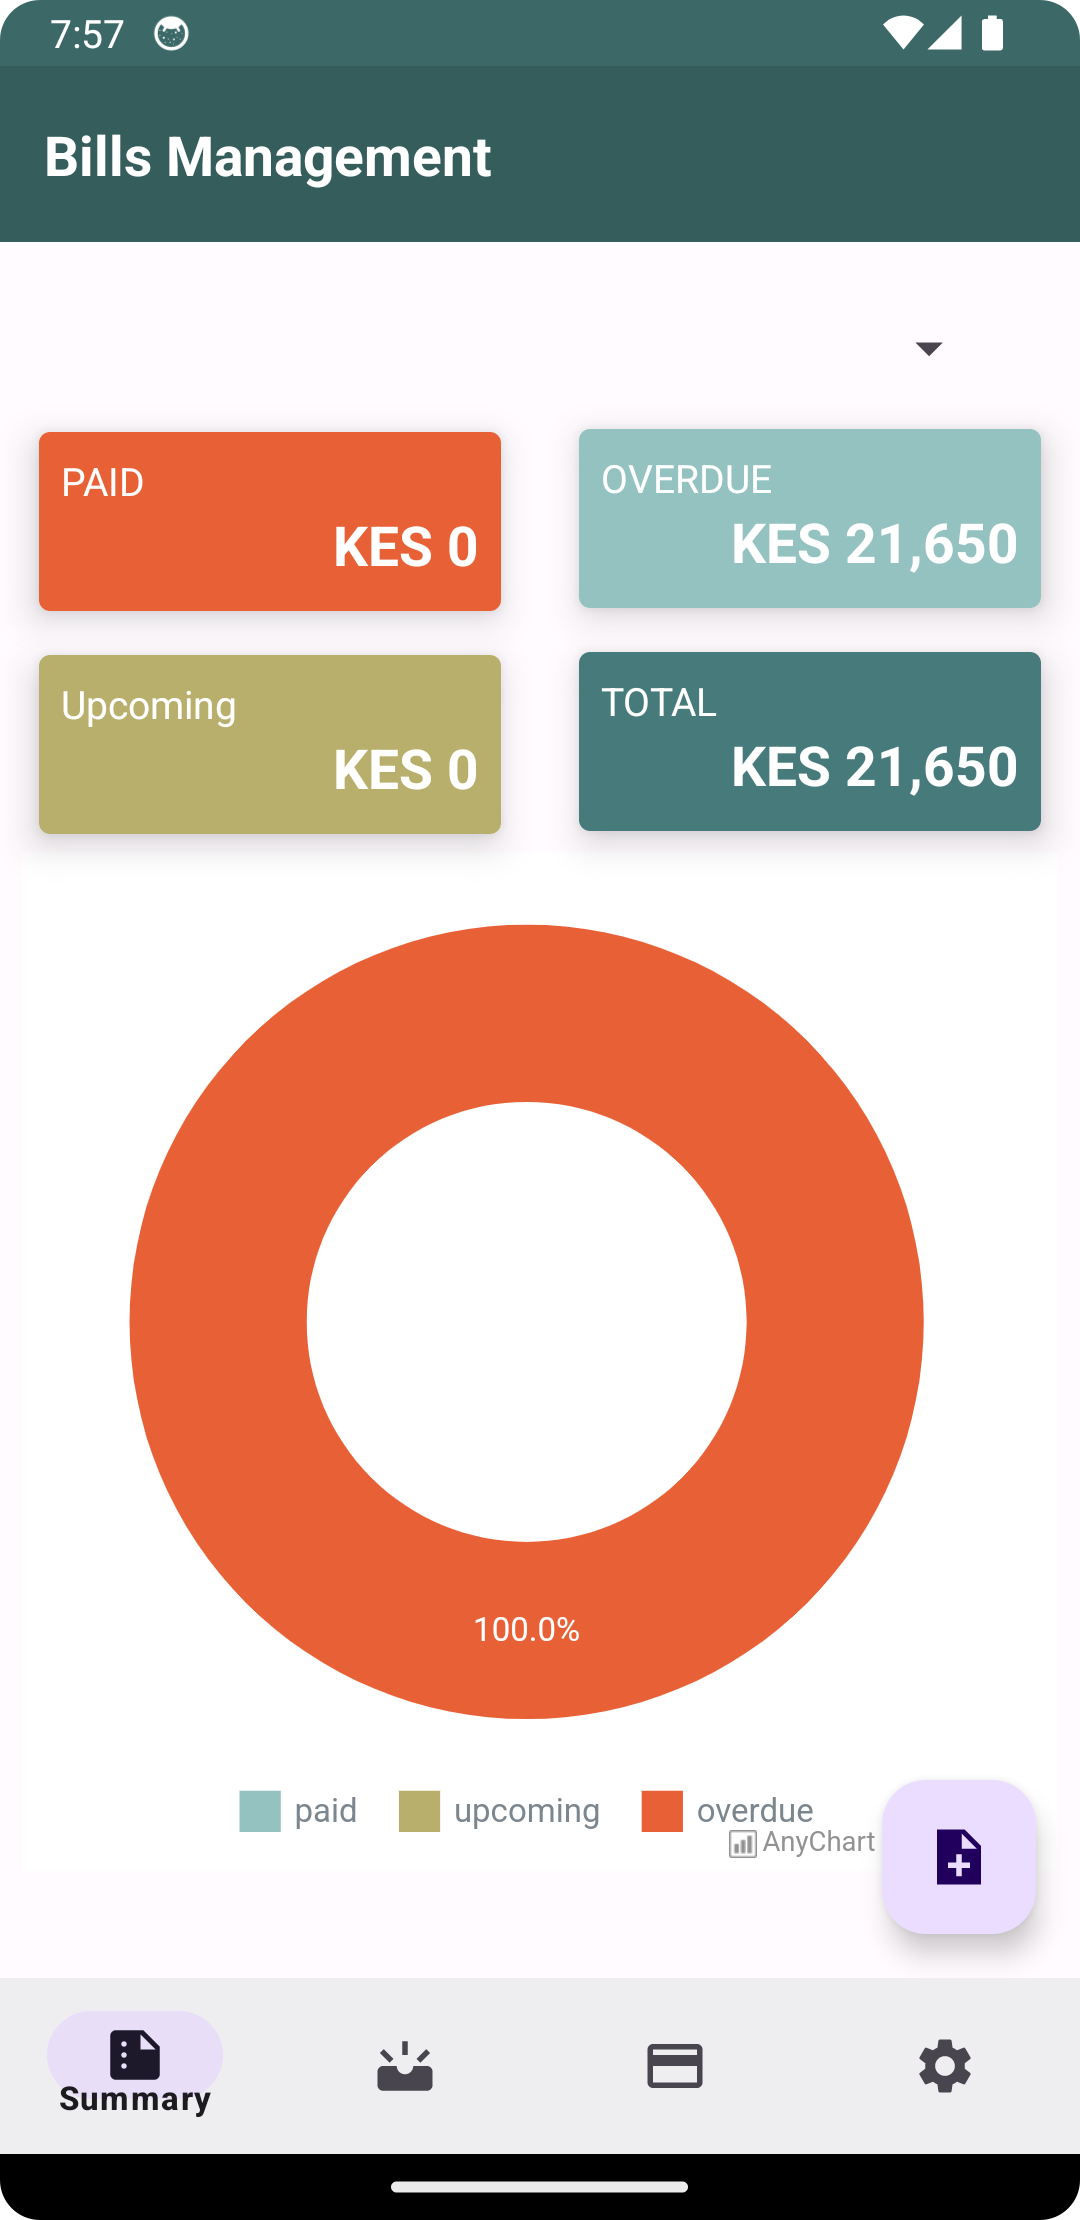 7:57
Bills Management
PAID
KES 0
OVERDUE
KES 21,650
Upcoming
KES 0
TOTAL
KES 21,650
100.0%
paid
upcoming
overdue
AnyChart
Summary